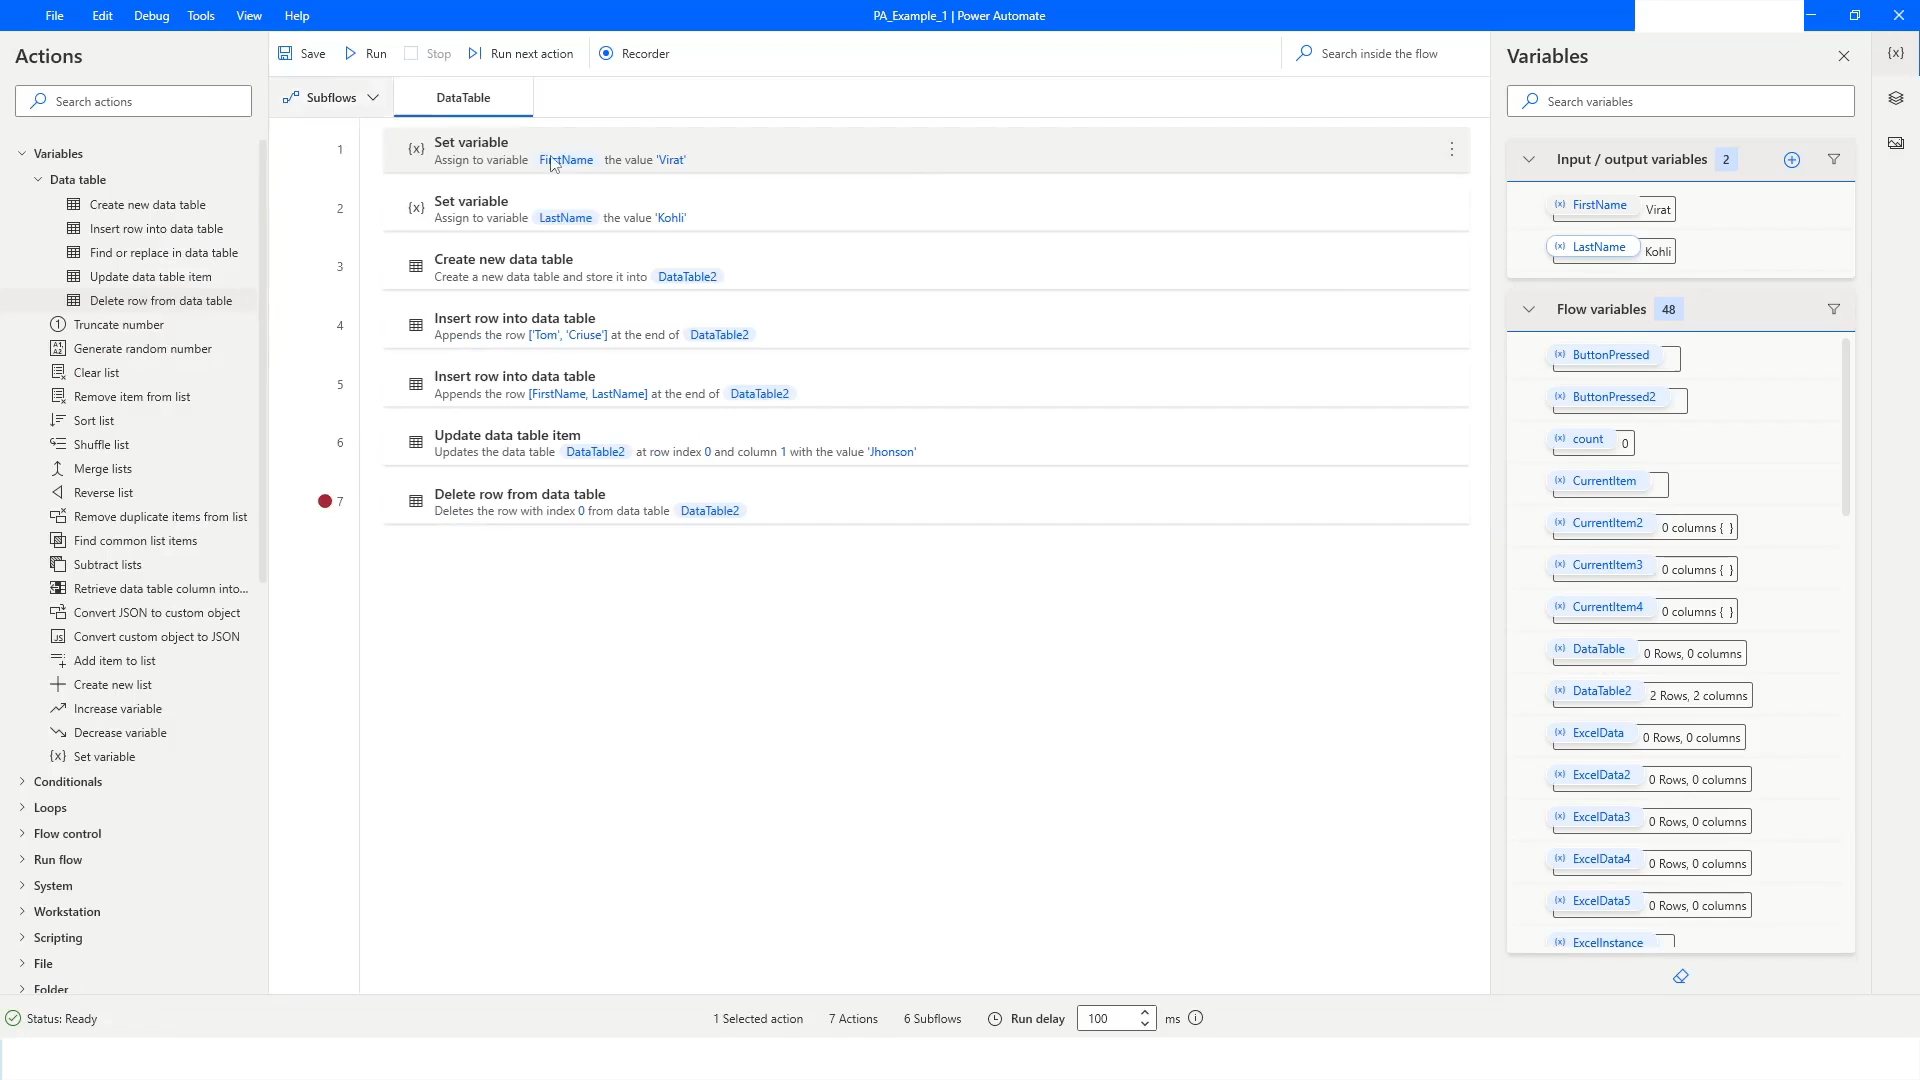 File Edit Debug Tools View Help
PA_Example_1 | Power Automate
Actions
Search actions
Variables
Data table
Create new data table
Insert row into data table
Find or replace in data table
Update data table item
Delete row from data table
Truncate number
Generate random number
Clear list
Remove item from list
Sort list
Shuffle list
Merge lists
Reverse list
Remove duplicate items from list
Find common list items
Subtract lists
Retrieve data table column into...
Convert JSON to custom object
Convert custom object to JSON
Add item to list
Create new list
Increase variable
Decrease variable
{x} Set variable
Conditionals
Loops
Flow control
Run flow
System
Workstation
Scripting
File
Folder
Save Run Stop Run next action Recorder
Search inside the flow
Subflows DataTable
1 {x} Set variable
Assign to variable FirstName the value 'Virat'
2 {x} Set variable
Assign to variable LastName the value 'Kohli'
3 Create new data table
Create a new data table and store it into DataTable2
4 Insert row into data table
Appends the row ['Tom', 'Criuse'] at the end of DataTable2
5 Insert row into data table
Appends the row [FirstName, LastName] at the end of DataTable2
6 Update data table item
Updates the data table DataTable2 at row index 0 and column 1 with the value 'Jhonson'
7 Delete row from data table
Deletes the row with index 0 from data table DataTable2
Variables
{x}
Search variables
Input / output variables 2
(x) FirstName Virat
(x) LastName Kohli
Flow variables 48
(x) ButtonPressed
(x) ButtonPressed2
(x) count 0
(x) CurrentItem
(x) CurrentItem2 0 columns { }
(x) CurrentItem3 0 columns { }
(x) CurrentItem4 0 columns { }
(x) DataTable 0 Rows, 0 columns
(x) DataTable2 2 Rows, 2 columns
(x) ExcelData 0 Rows, 0 columns
(x) ExcelData2 0 Rows, 0 columns
(x) ExcelData3 0 Rows, 0 columns
(x) ExcelData4 0 Rows, 0 columns
(x) ExcelData5 0 Rows, 0 columns
(x) ExcelInstance
Status: Ready
1 Selected action 7 Actions 6 Subflows Run delay 100 ms